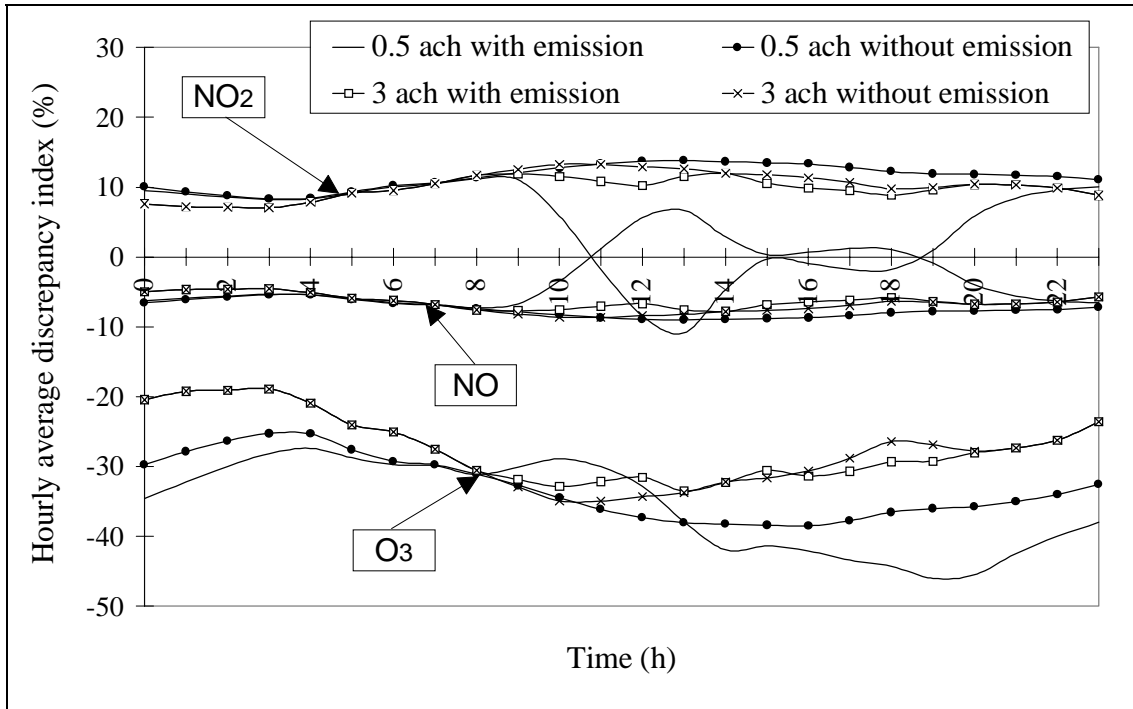 30
0.5 ach with emission
0.5 ach without emission
3 ach with emission
3 ach without emission
20
NO2
10
0
0 2 4 6 8 10 12 14 16 18 20 22
-10
NO
-20
-30
O3
-40
-50
Hourly average discrepancy index (%)
Time (h)